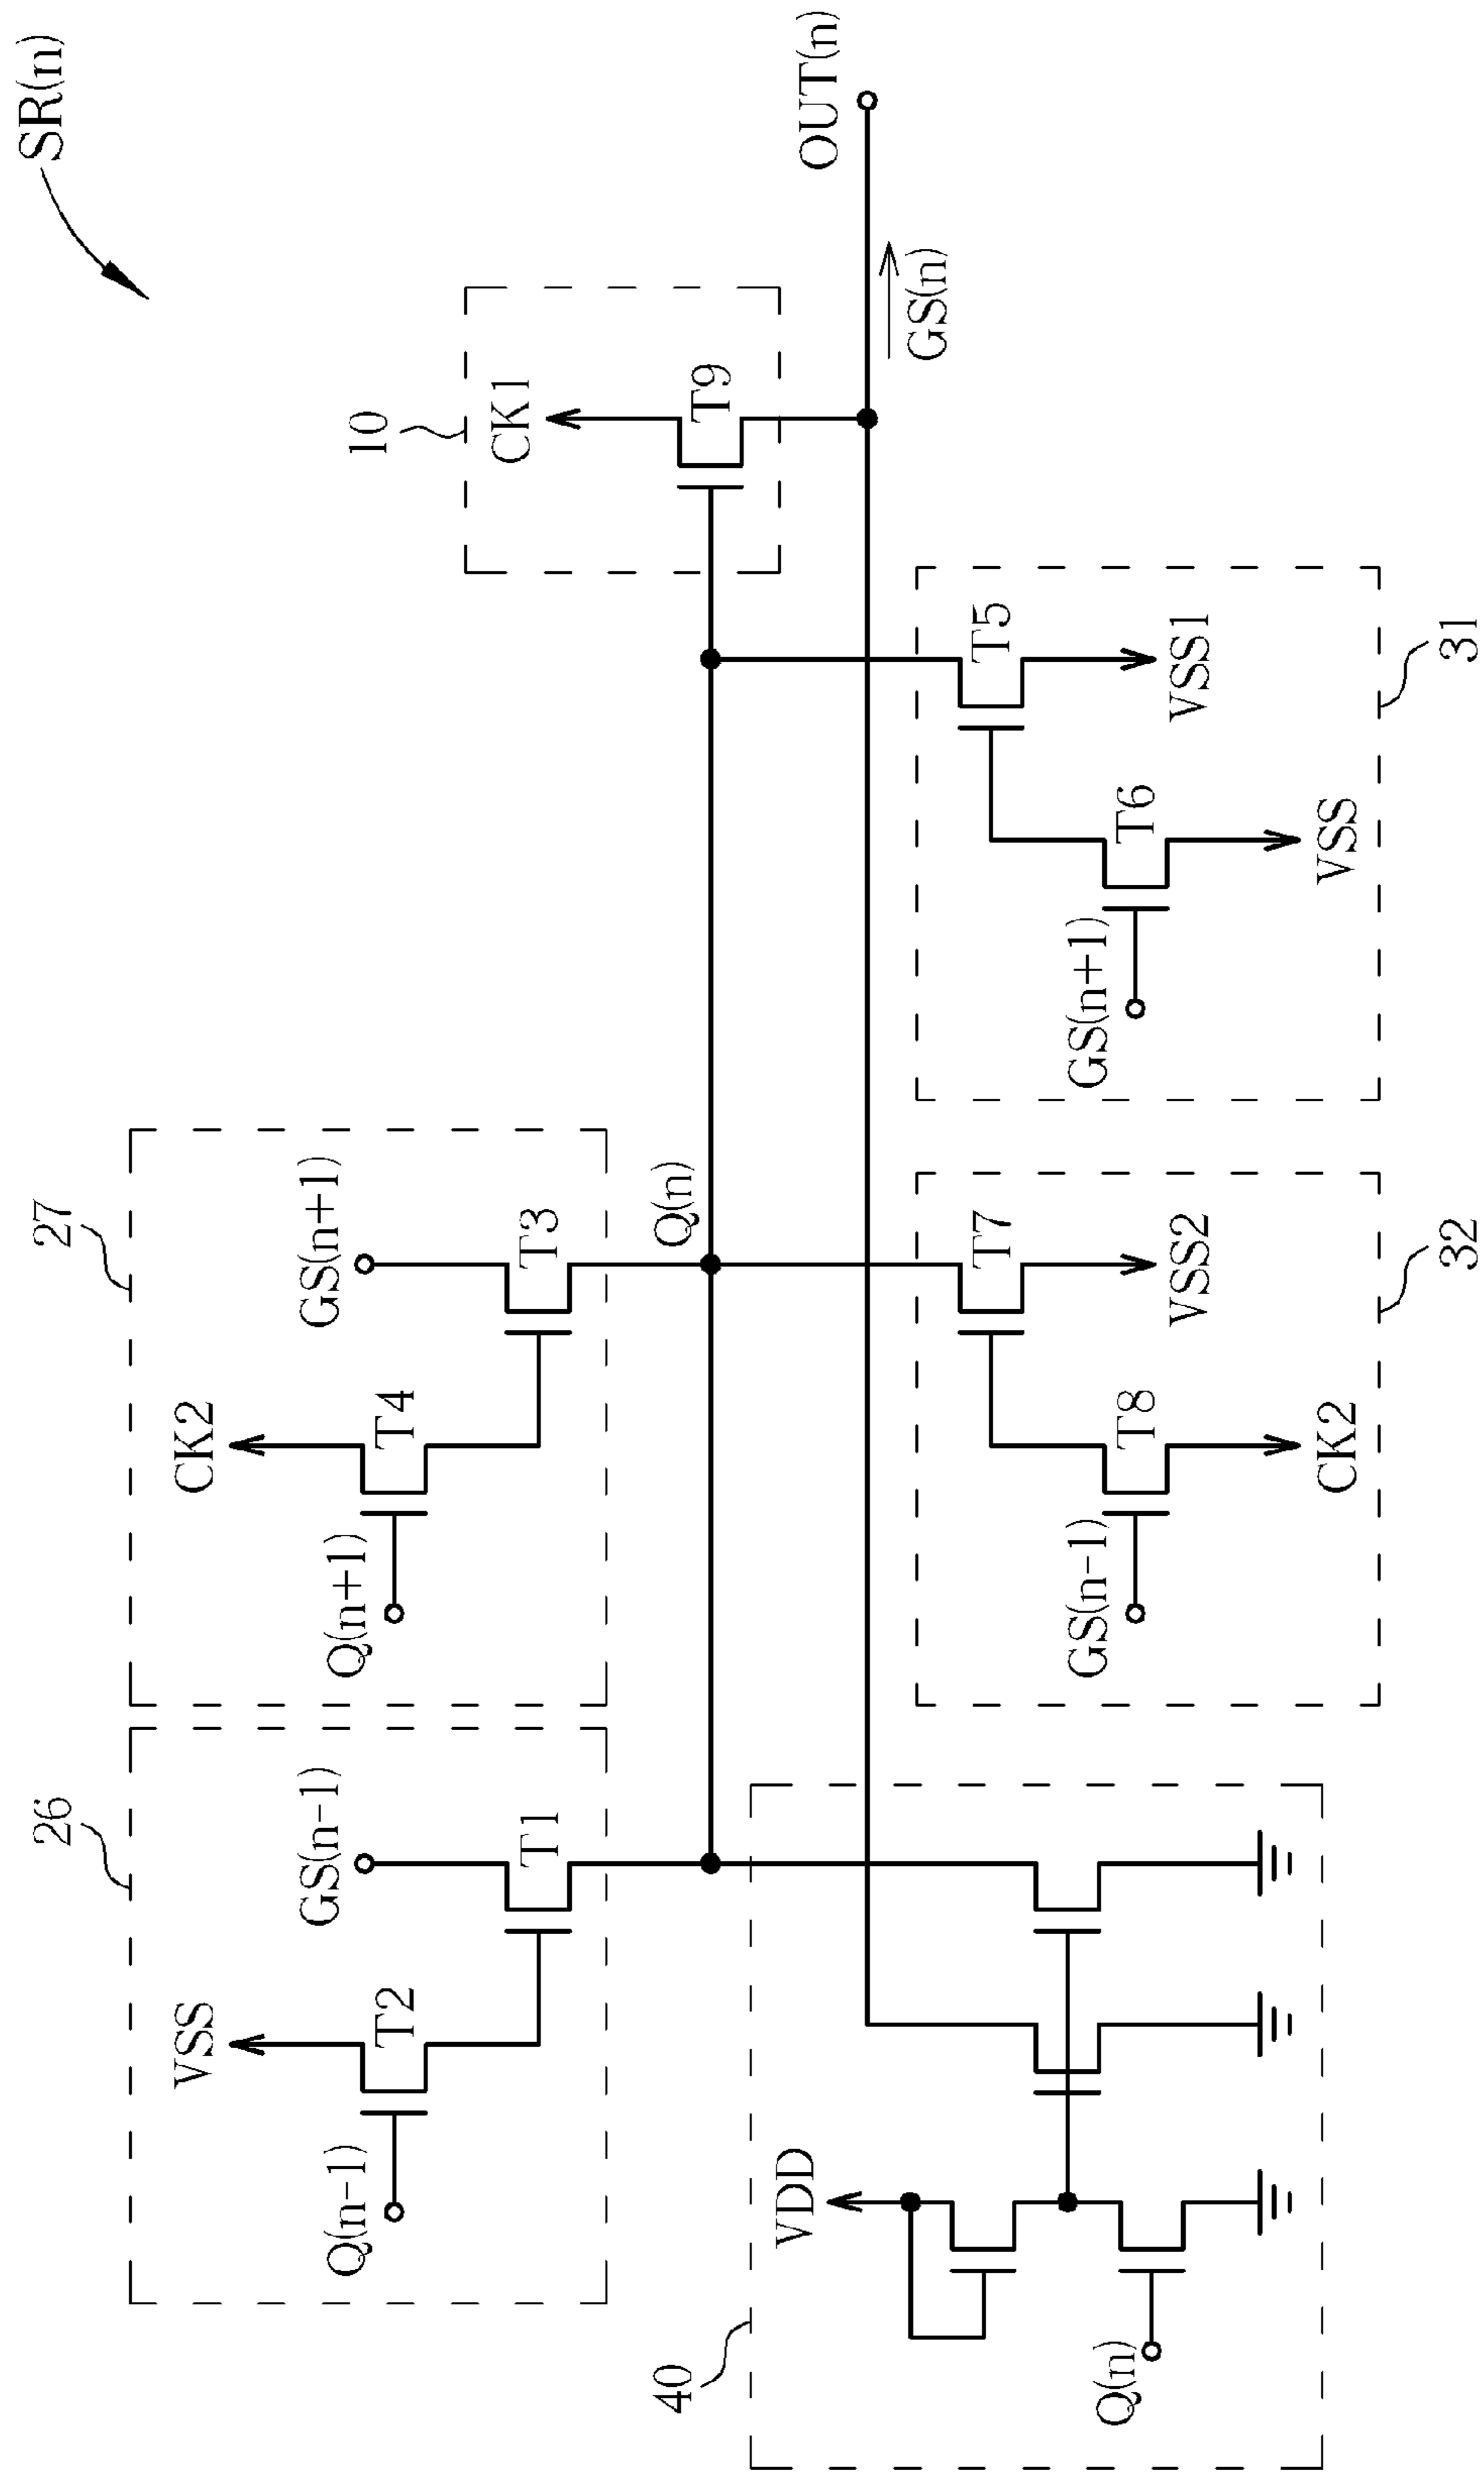 SR(n)
10
CK1
T9
OUT(n)
GS(n)
T5
VSS1
T6
VSS
GS(n+1)
31
27
GS(n+1)
CK2
T3
T4
Q(n+1)
Q(n)
T7
VSS2
T8
CK2
GS(n-1)
32
26
GS(n-1)
VSS
T1
T2
Q(n-1)
40
VDD
Q(n)